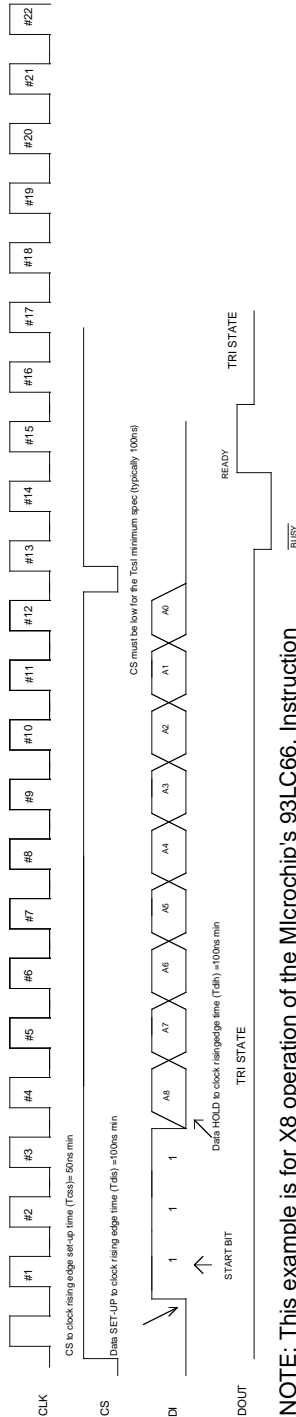 CLK
#1 #2 #3 #4 #5 #6 #7 #8 #9 #10 #11 #12 #13 #14 #15 #16 #17 #18 #19 #20 #21 #22
CS to clock rising edge set-up time (Tcss)= 50ns min
CS
Data SET-UP to clock rising edge time (Tdis) =100ns min
CS must be low for the Tcsl minimum spec (typically 100ns)
DI
1 1 1 A8 A7 A6 A5 A4 A3 A2 A1 A0
START BIT
Data HOLD to clock risingedge time (Tdih) =100ns min
DOUT
TRI STATE
READY
TRI STATE
BUSY
NOTE: This example is for X8 operation of the MIcrochip's 93LC66. Instruction